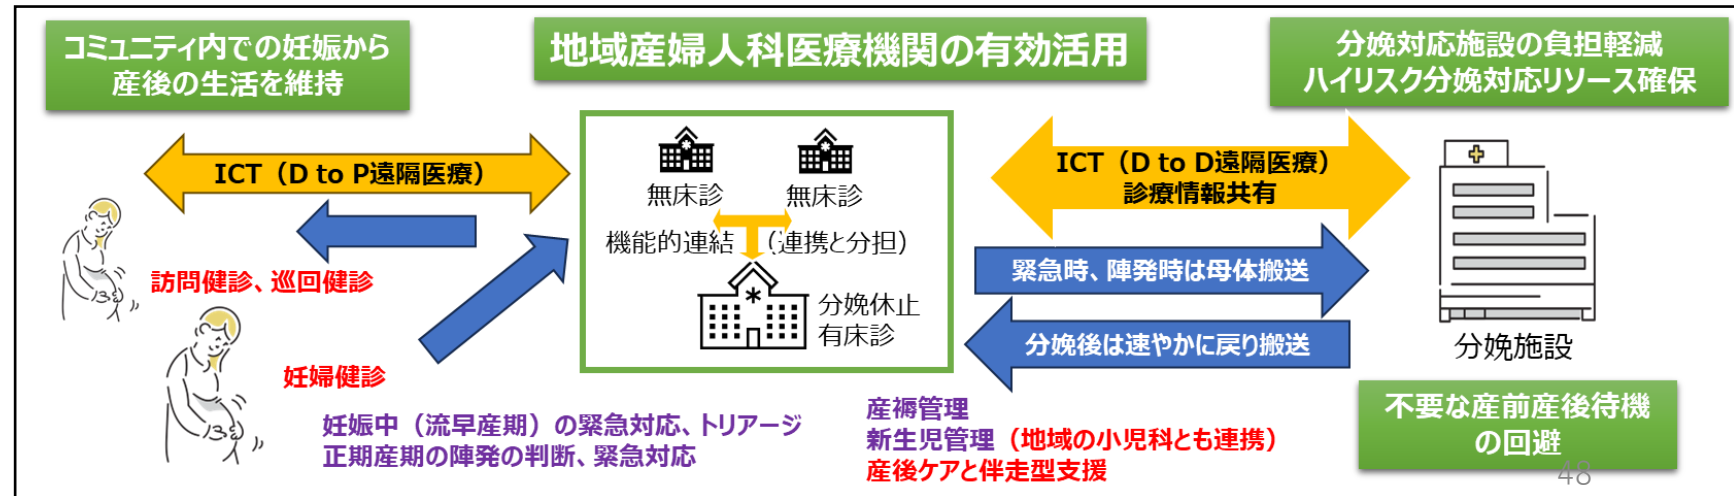 コミュニティ内での妊娠から
産後の生活を維持
地域産婦人科医療機関の有効活用
分娩対応施設の負担軽減
ハイリスク分娩対応リソース確保
ICT（D to P遠隔医療）
訪問健診、巡回健診
妊婦健診
無床診
無床診
機能的連結 （連携と分担）
分娩休止
有床診
ICT（D to D遠隔医療）
診療情報共有
緊急時、陣発時は母体搬送
分娩後は速やかに戻り搬送
分娩施設
妊娠中（流早産期）の緊急対応、トリアージ
正期産期の陣発の判断、緊急対応
産褥管理
新生児管理（地域の小児科とも連携）
産後ケアと伴走型支援
不要な産前産後待機
の回避
48